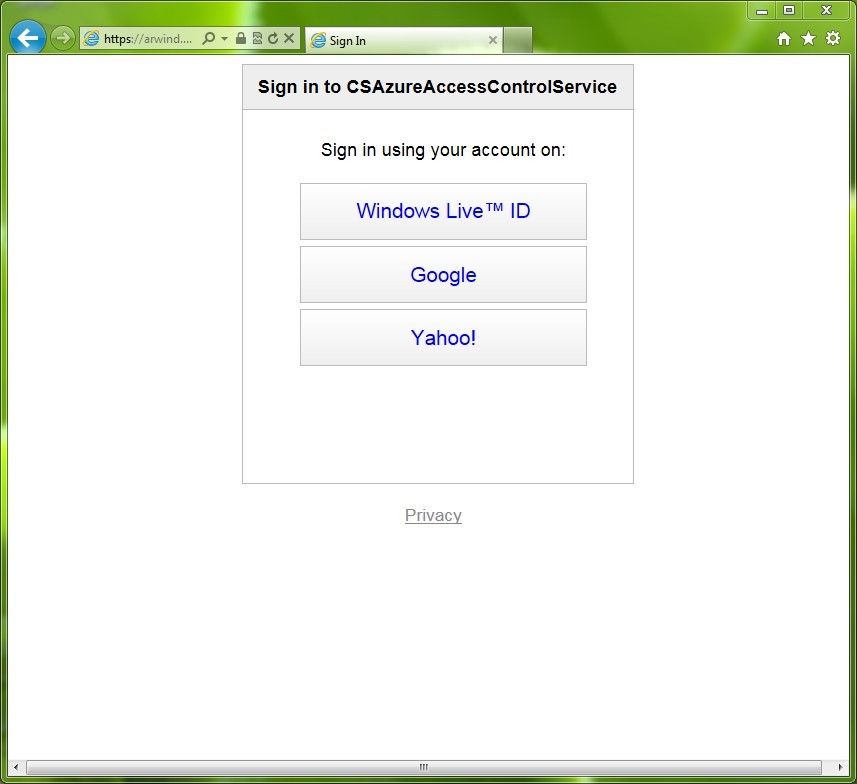 https://arwind....
Sign In
Sign in to CSAzureAccessControlService
Sign in using your account on:
Windows Live™ ID
Google
Yahoo!
Privacy